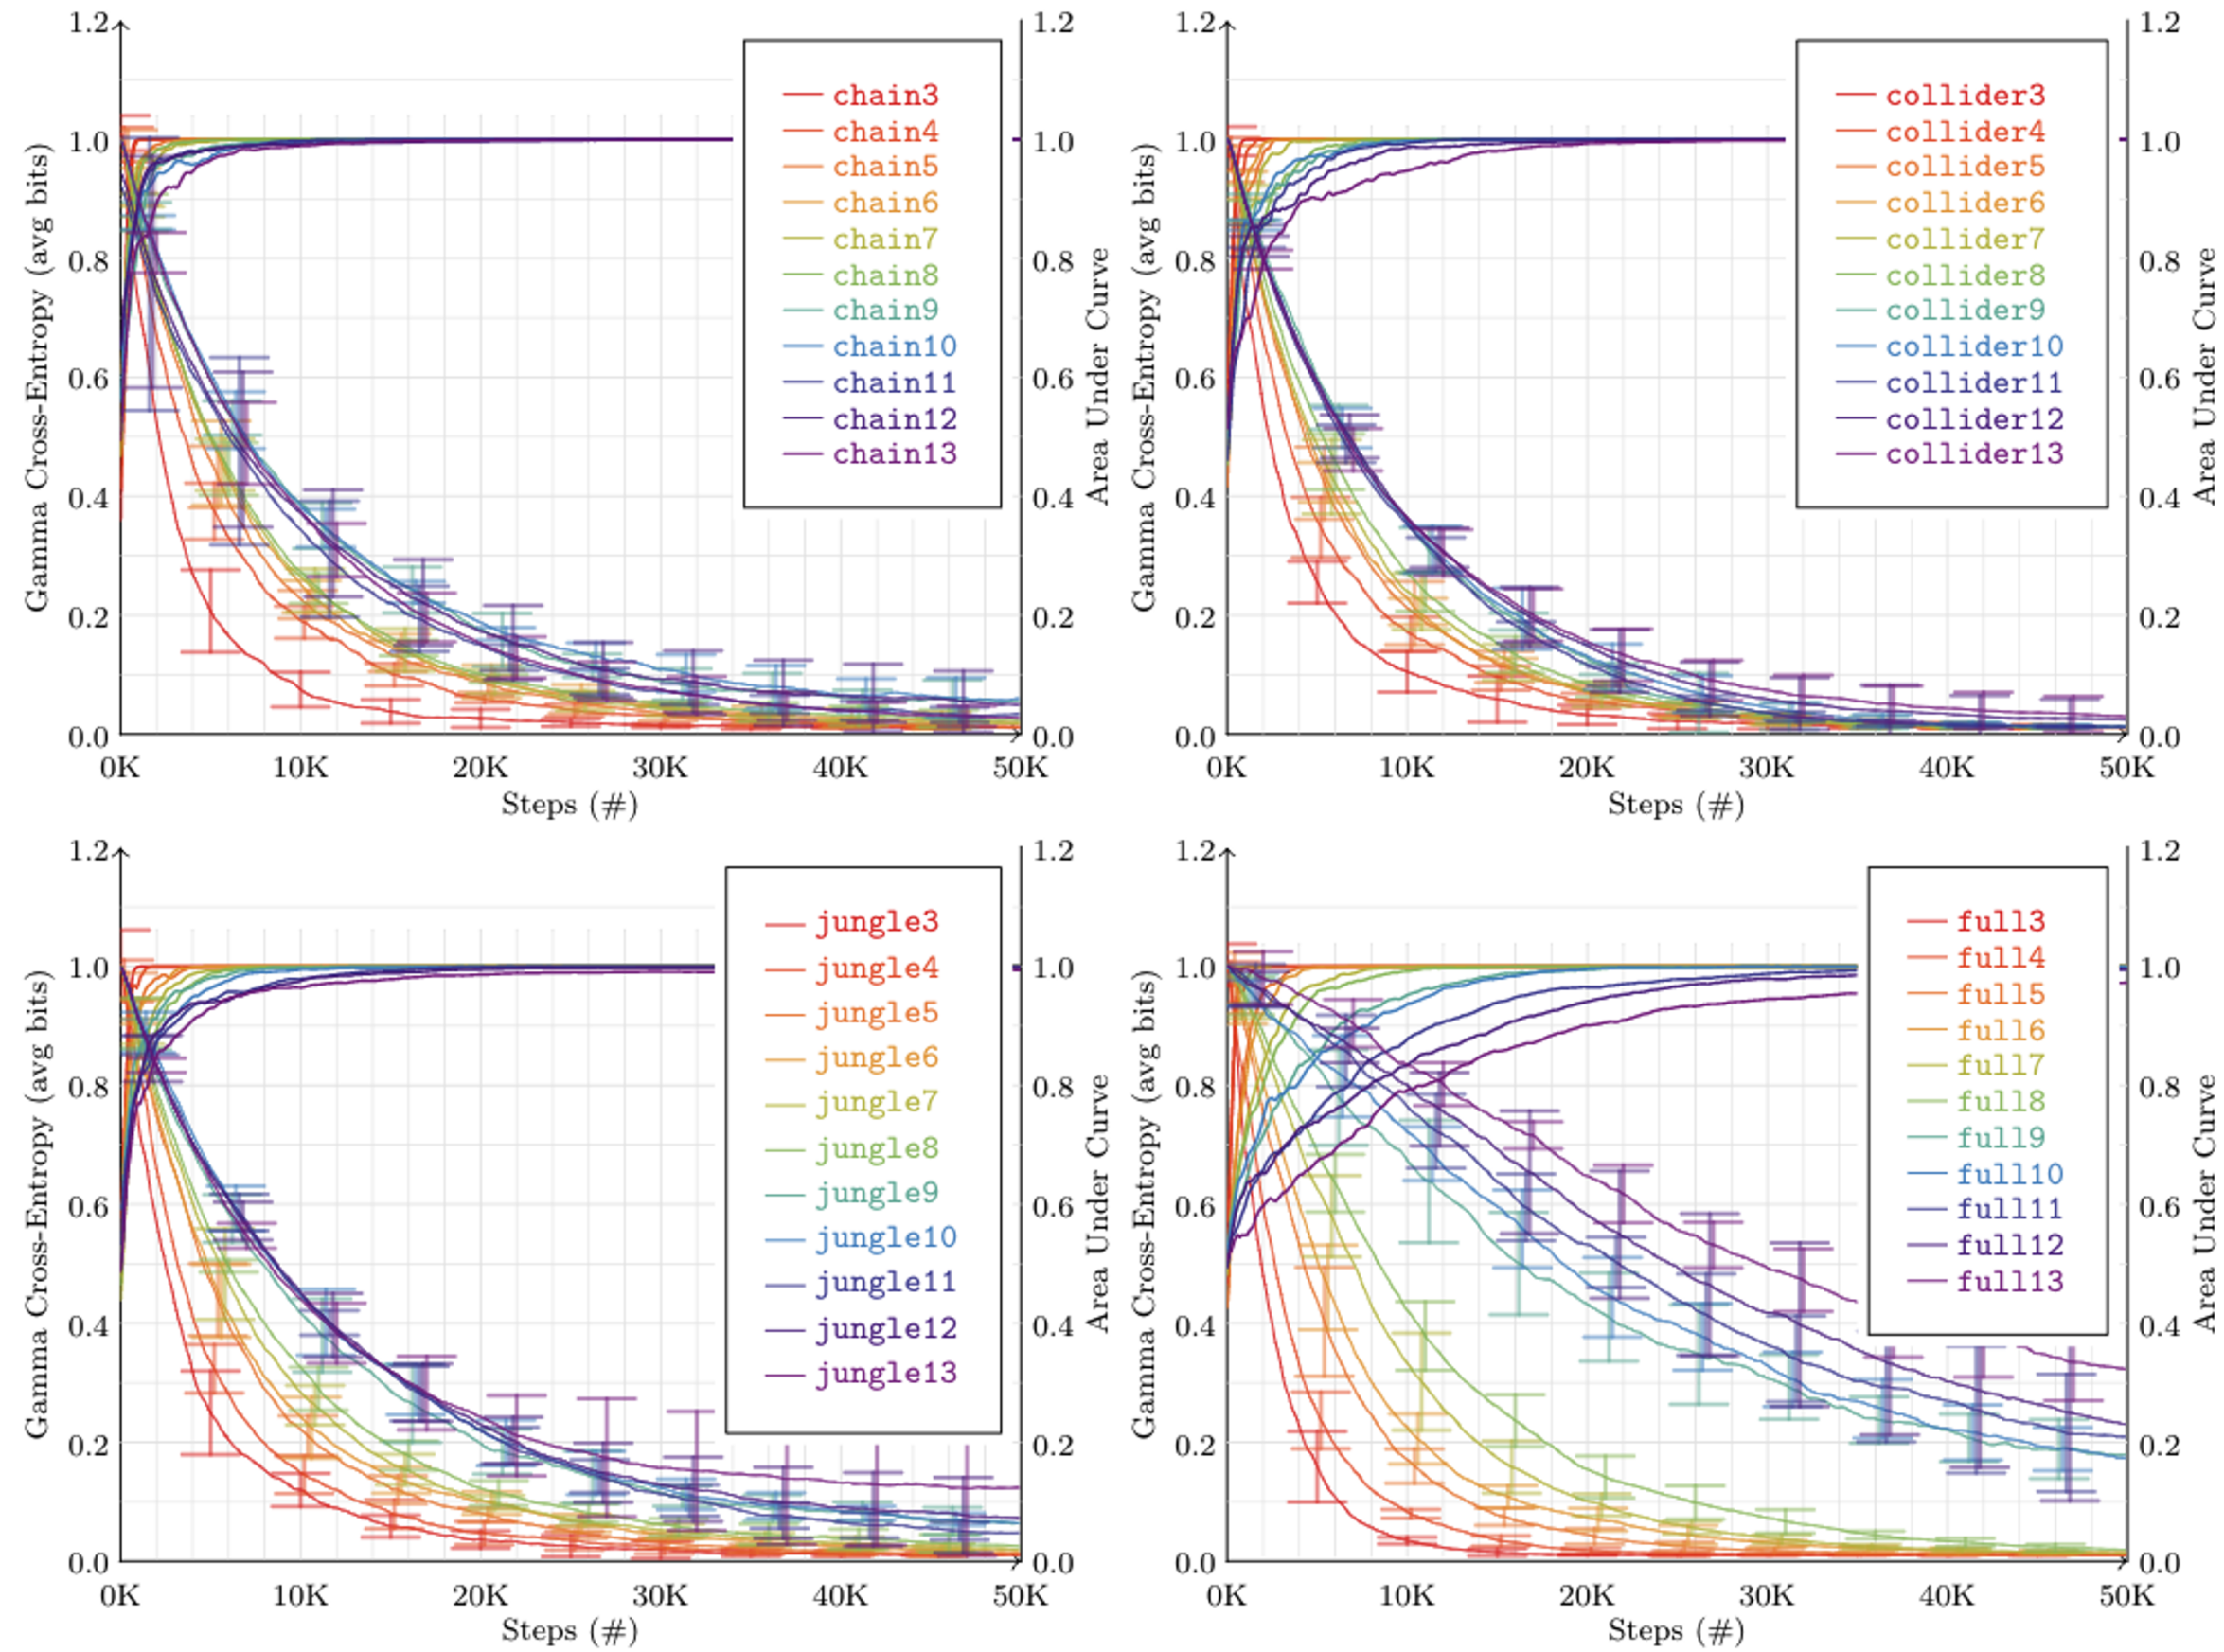 1.2
1.0
0.8
0.6
0.4
0.2
0.0
Gamma Cross-Entropy (avg bits)
0K 10K 20K 30K 40K 50K
Steps (#)
1.2
1.0
0.8
0.6
0.4
0.2
0.0
Area Under Curve
chain3
chain4
chain5
chain6
chain7
chain8
chain9
chain10
chain11
chain12
chain13
1.2
1.0
0.8
0.6
0.4
0.2
0.0
Gamma Cross-Entropy (avg bits)
0K 10K 20K 30K 40K 50K
Steps (#)
1.2
1.0
0.8
0.6
0.4
0.2
0.0
Area Under Curve
collider3
collider4
collider5
collider6
collider7
collider8
collider9
collider10
collider11
collider12
collider13
1.2
1.0
0.8
0.6
0.4
0.2
0.0
Gamma Cross-Entropy (avg bits)
0K 10K 20K 30K 40K 50K
Steps (#)
1.2
1.0
0.8
0.6
0.4
0.2
0.0
Area Under Curve
jungle3
jungle4
jungle5
jungle6
jungle7
jungle8
jungle9
jungle10
jungle11
jungle12
jungle13
1.2
1.0
0.8
0.6
0.4
0.2
0.0
Gamma Cross-Entropy (avg bits)
0K 10K 20K 30K 40K 50K
Steps (#)
1.2
1.0
0.8
0.6
0.4
0.2
0.0
Area Under Curve
full3
full4
full5
full6
full7
full8
full9
full10
full11
full12
full13